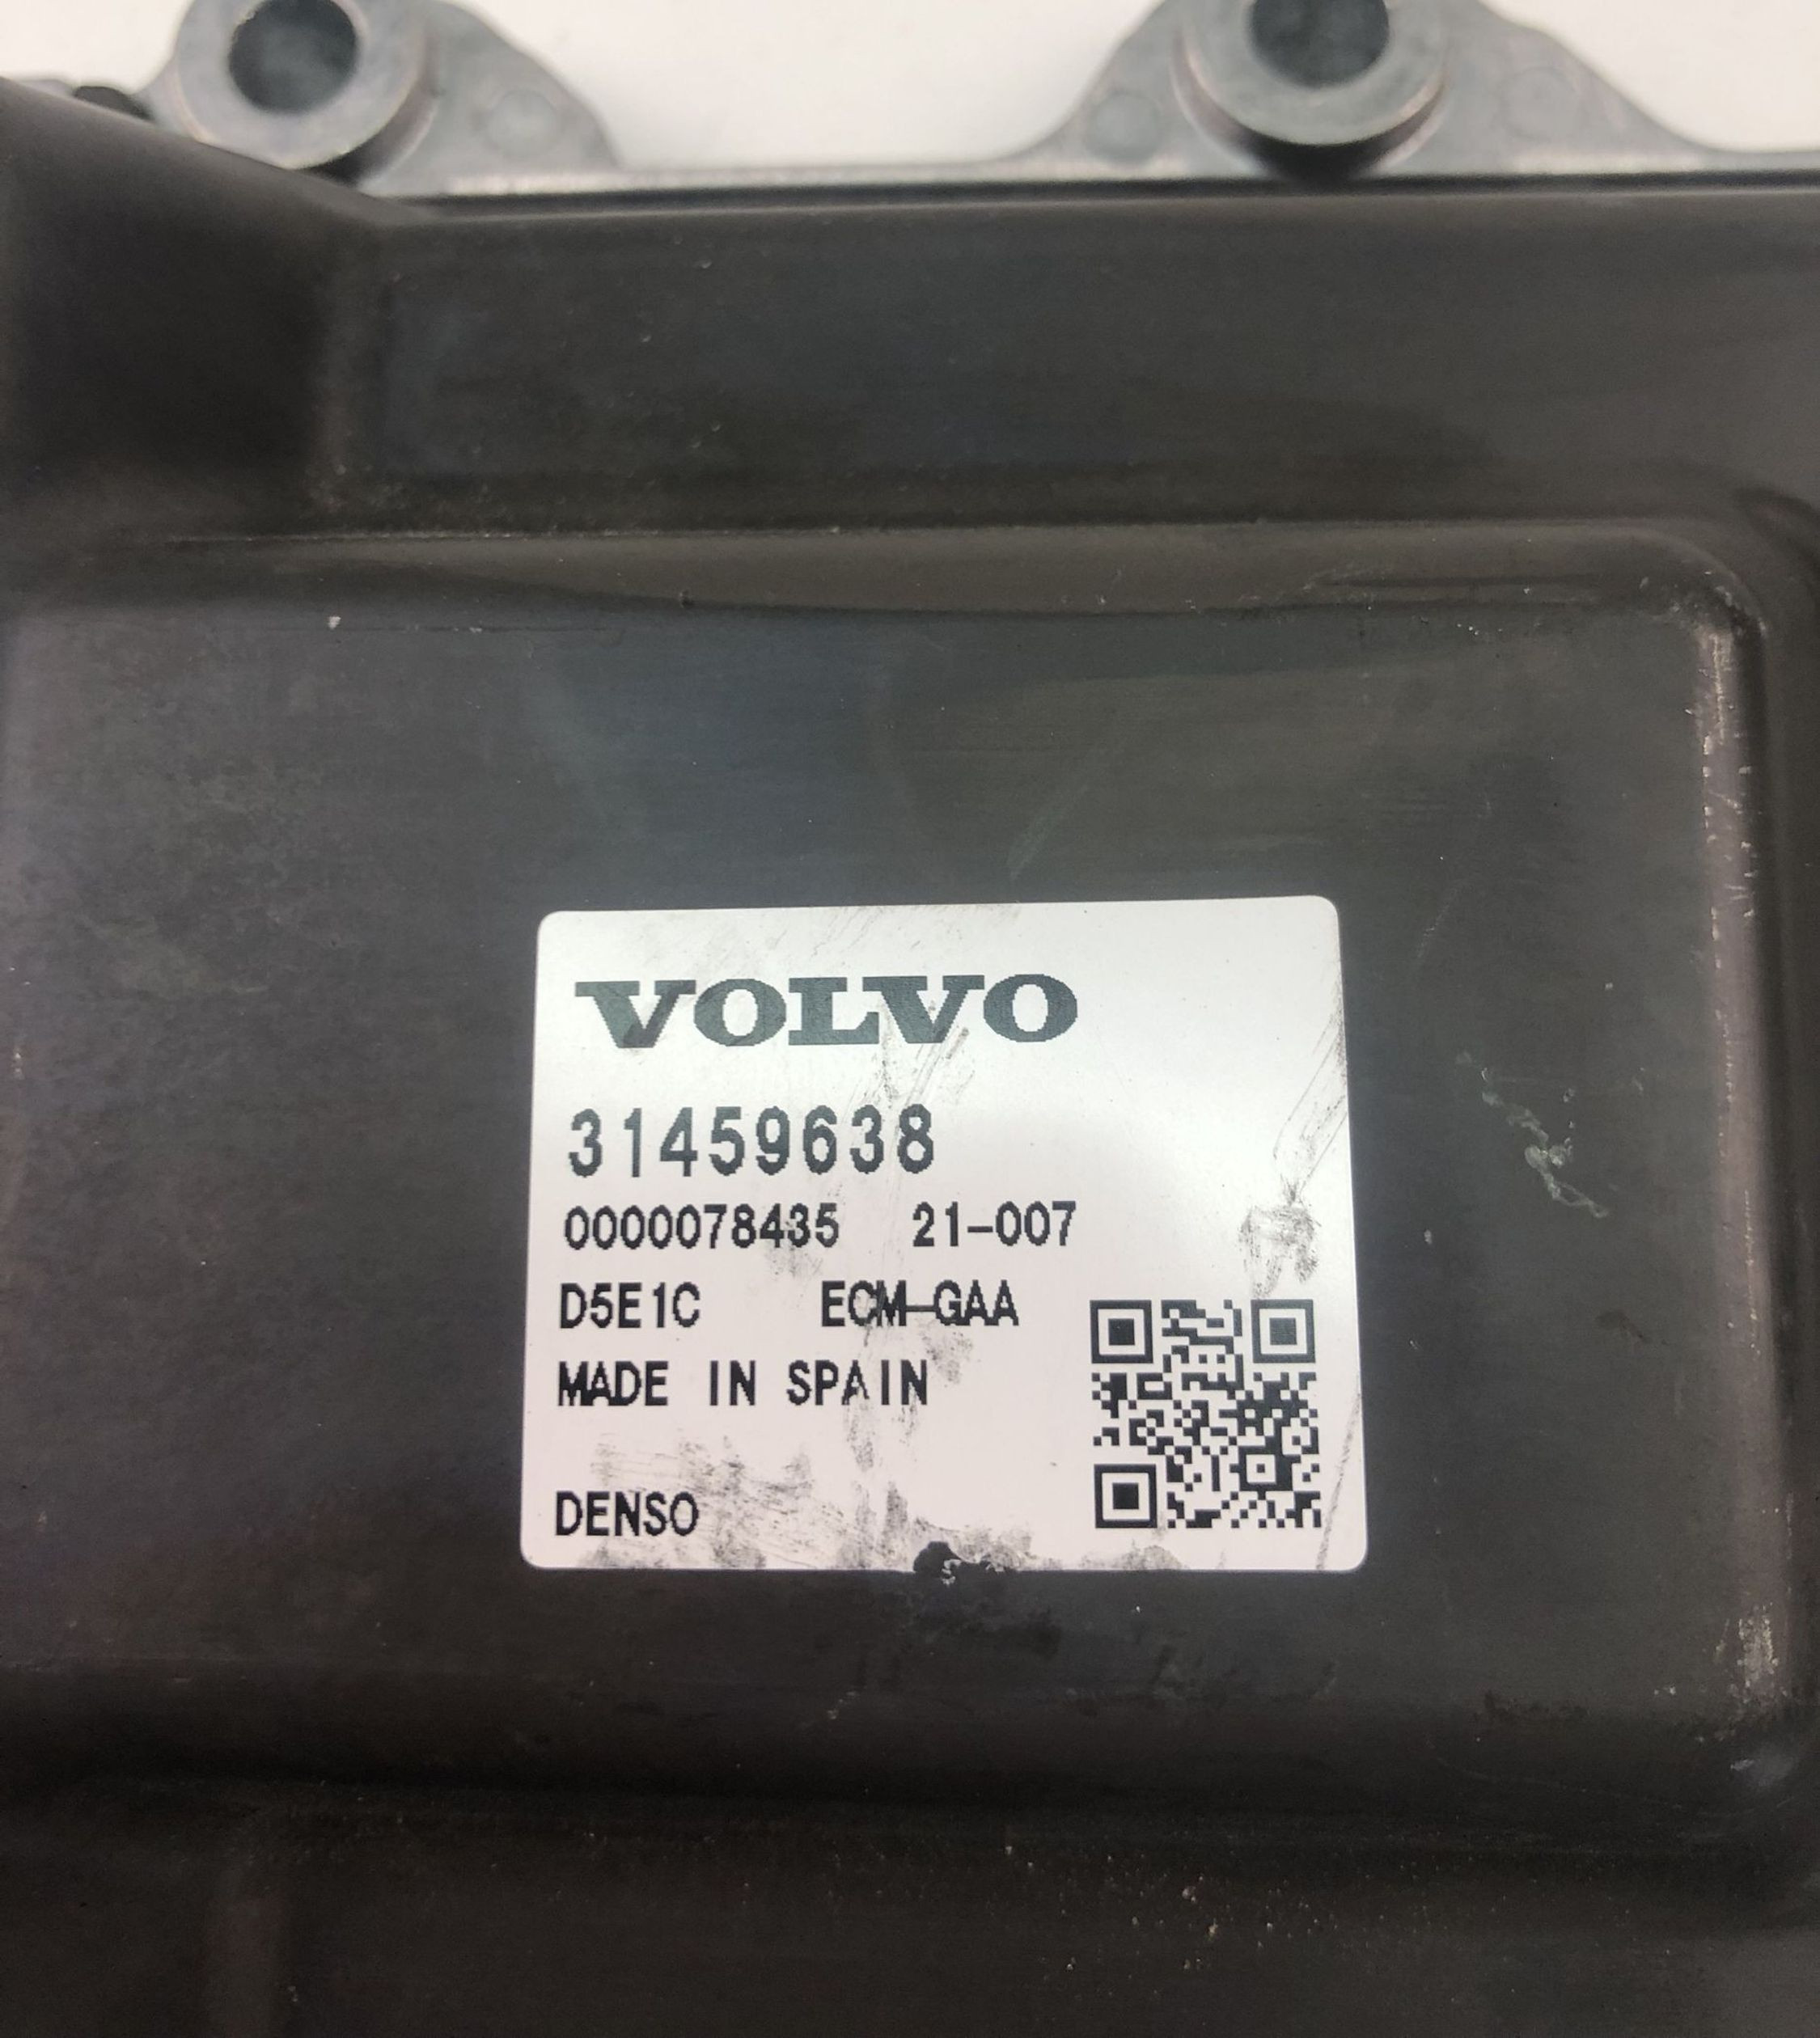 VOLVO
31459638
0000078435 21-007
D5E1C ECM-GAA
MADE IN SPAIN
DENSO